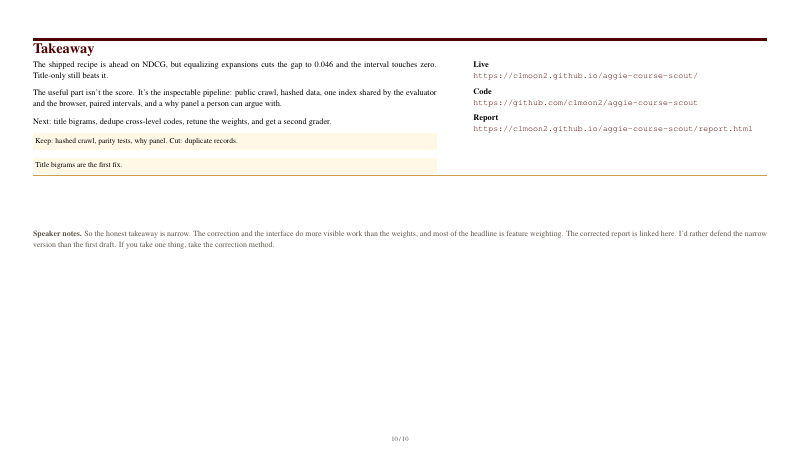 Takeaway
The shipped recipe is ahead on NDCG, but equalizing expansions cuts the gap to 0.046 and the interval touches zero.
Title-only still beats it.
The useful part isn't the score. It's the inspectable pipeline: public crawl, hashed data, one index shared by the evaluator
and the browser, paired intervals, and a why panel a person can argue with.
Next: title bigrams, dedupe cross-level codes, retune the weights, and get a second grader.
Keep: hashed crawl, parity tests, why panel. Cut: duplicate records.
Title bigrams are the first fix.
Live
https://clmoon2.github.io/aggie-course-scout/
Code
https://github.com/clmoon2/aggie-course-scout
Report
https://clmoon2.github.io/aggie-course-scout/report.html
Speaker notes. So the honest takeaway is narrow. The correction and the interface do more visible work than the weights, and most of the headline is feature weighting. The corrected report is linked here. I'd rather defend the narrow
version than the first draft. If you take one thing, take the correction method.
10/10